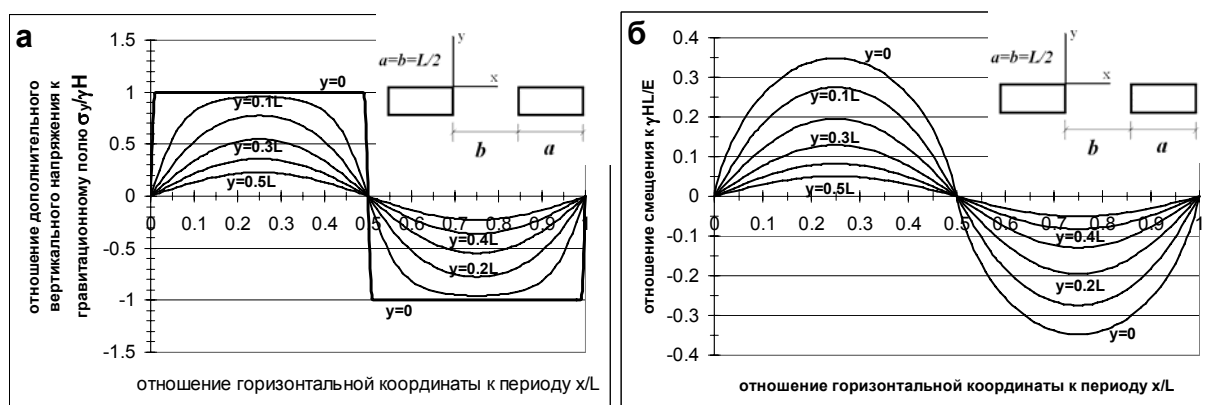 а
отношение дополнительного
вертикального напряжения к
гравитационному полю σy/γH
1.5
1
0.5
0
-0.5
-1
-1.5
0
0.1
0.2
0.3
0.4
0.5
0.6
0.7
0.8
0.9
1
y=0
y=0.1L
y=0.3L
y=0.5L
y=0.4L
y=0.2L
y=0
a=b=L/2
y
x
b
a
отношение горизонтальной координаты к периоду x/L
б
отношение смещения к γHL/E
0.4
0.3
0.2
0.1
0
-0.1
-0.2
-0.3
-0.4
0
0.1
0.2
0.3
0.4
0.5
0.6
0.7
0.8
0.9
1
y=0
y=0.1L
y=0.3L
y=0.5L
y=0.4L
y=0.2L
y=0
a=b=L/2
y
x
b
a
отношение горизонтальной координаты к периоду x/L